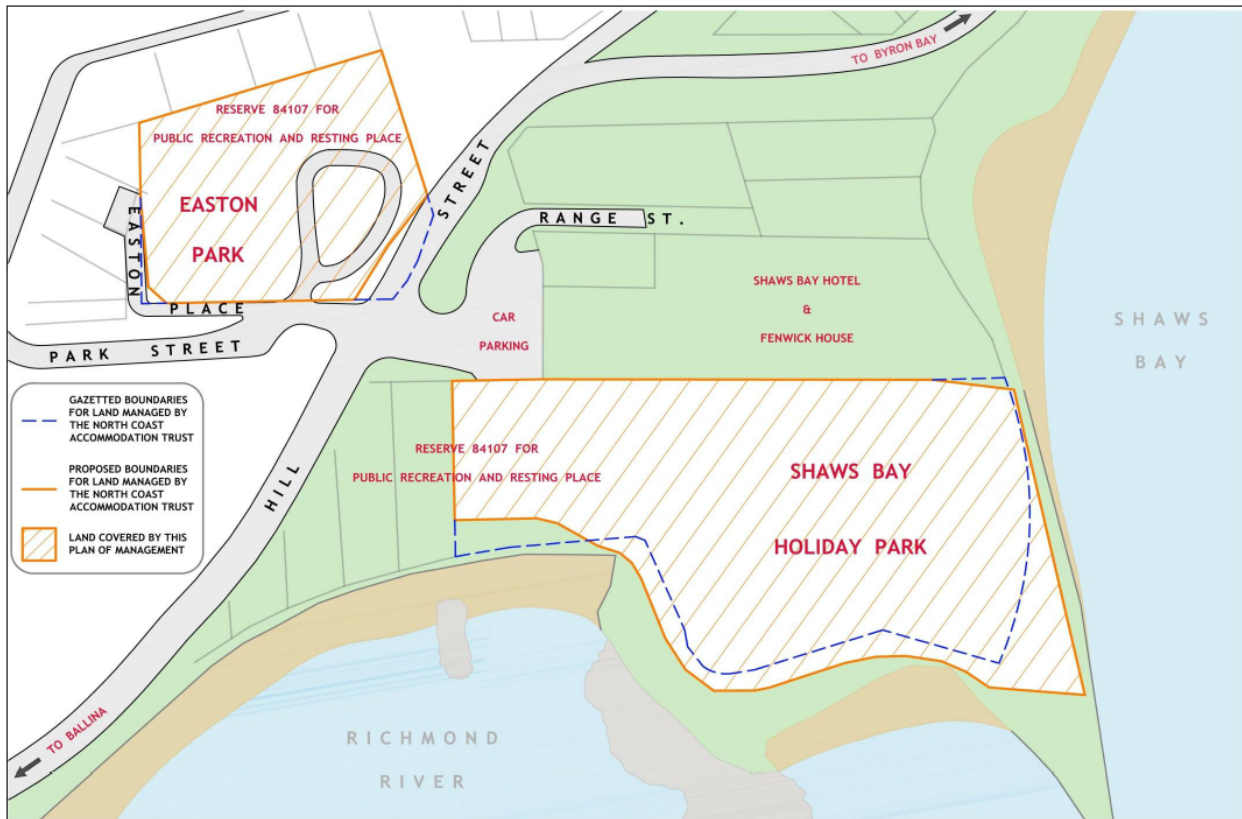 TO BYRON BAY
RESERVE 84107 FOR
PUBLIC RECREATION AND RESTING PLACE
EASTON
PARK
EASTON
PLACE
PARK STREET
HILL
STREET
RANGE ST.
CAR
PARKING
SHAWS BAY HOTEL
&
FENWICK HOUSE
SHAWS
BAY
GAZETTED BOUNDARIES
FOR LAND MANAGED BY
THE NORTH COAST
ACCOMMODATION TRUST
PROPOSED BOUNDARIES
FOR LAND MANAGED BY
THE NORTH COAST
ACCOMMODATION TRUST
LAND COVERED BY THIS
PLAN OF MANAGEMENT
RESERVE 84107 FOR
PUBLIC RECREATION AND RESTING PLACE
SHAWS BAY
HOLIDAY PARK
TO BALLINA
RICHMOND
RIVER